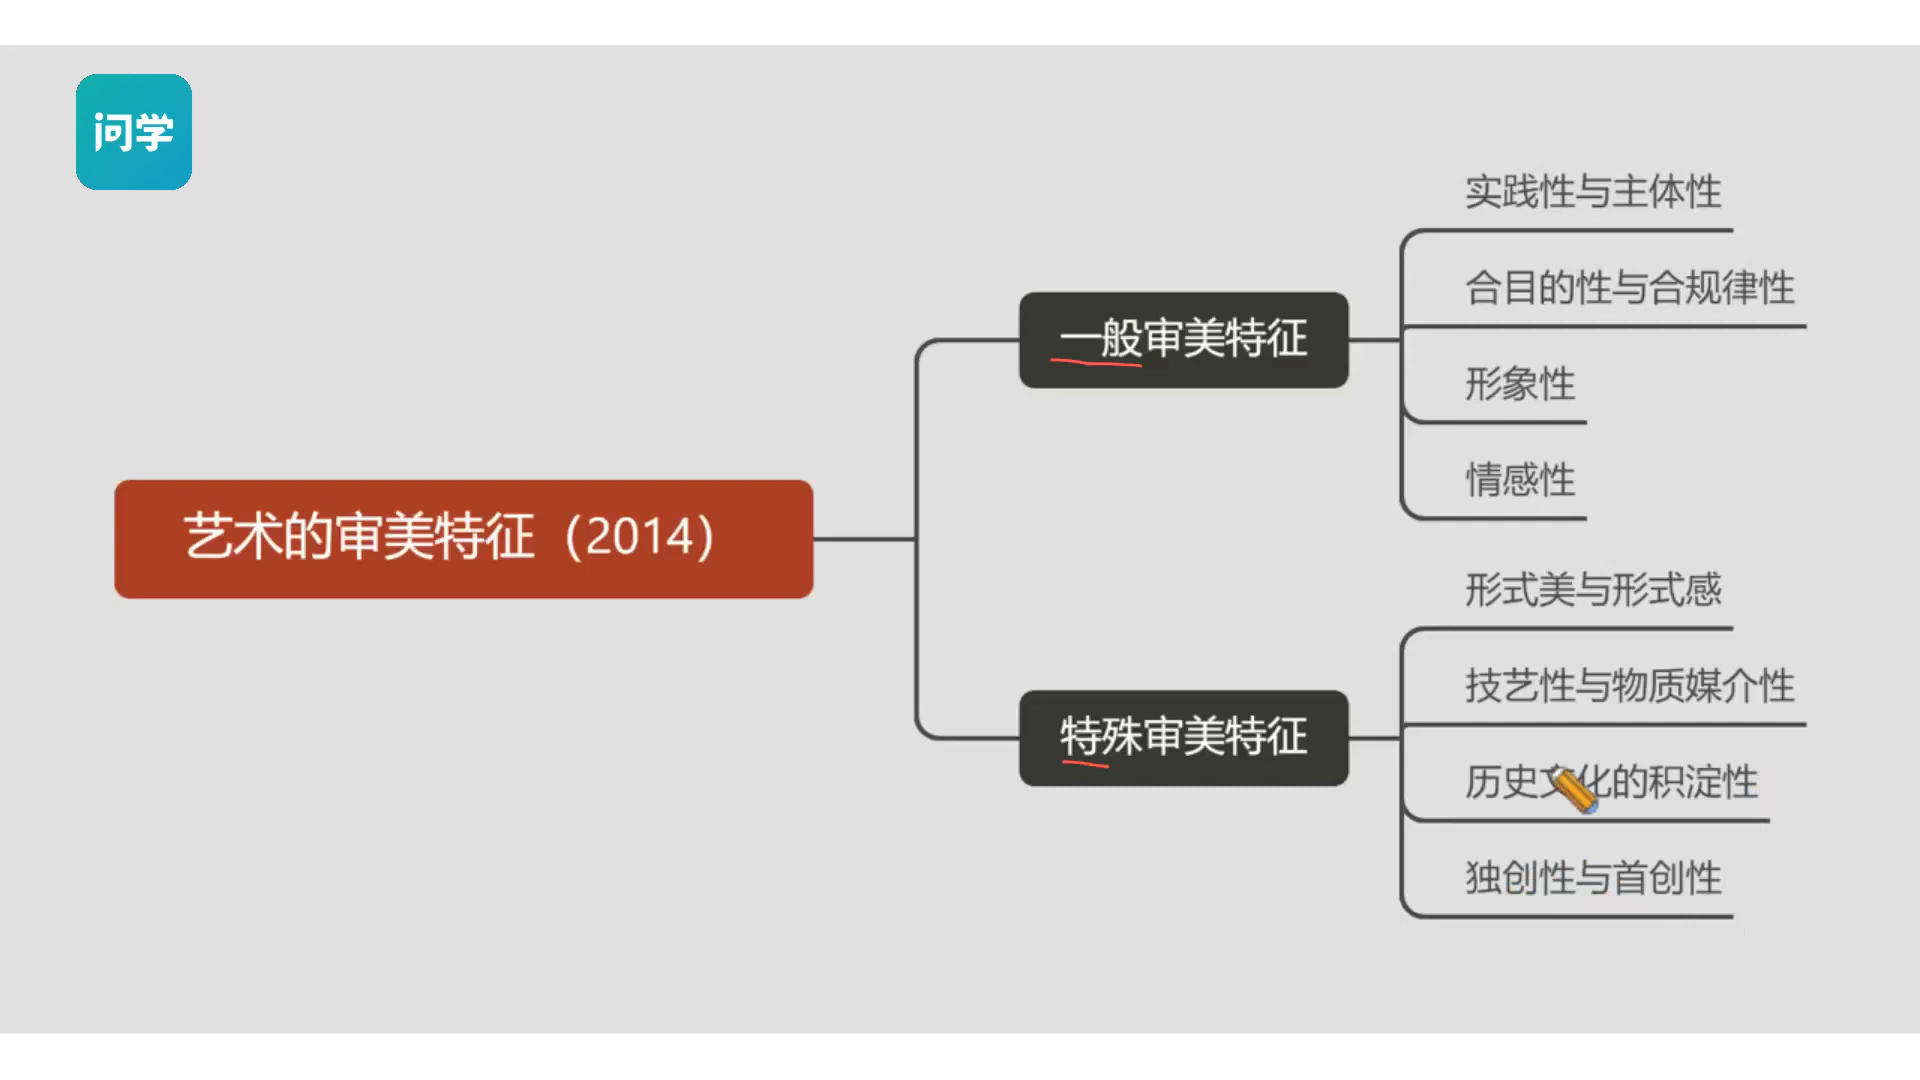 问学
艺术的审美特征（2014）
一般审美特征
实践性与主体性
合目的性与合规律性
形象性
情感性
特殊审美特征
形式美与形式感
技艺性与物质媒介性
历史文化的积淀性
独创性与首创性